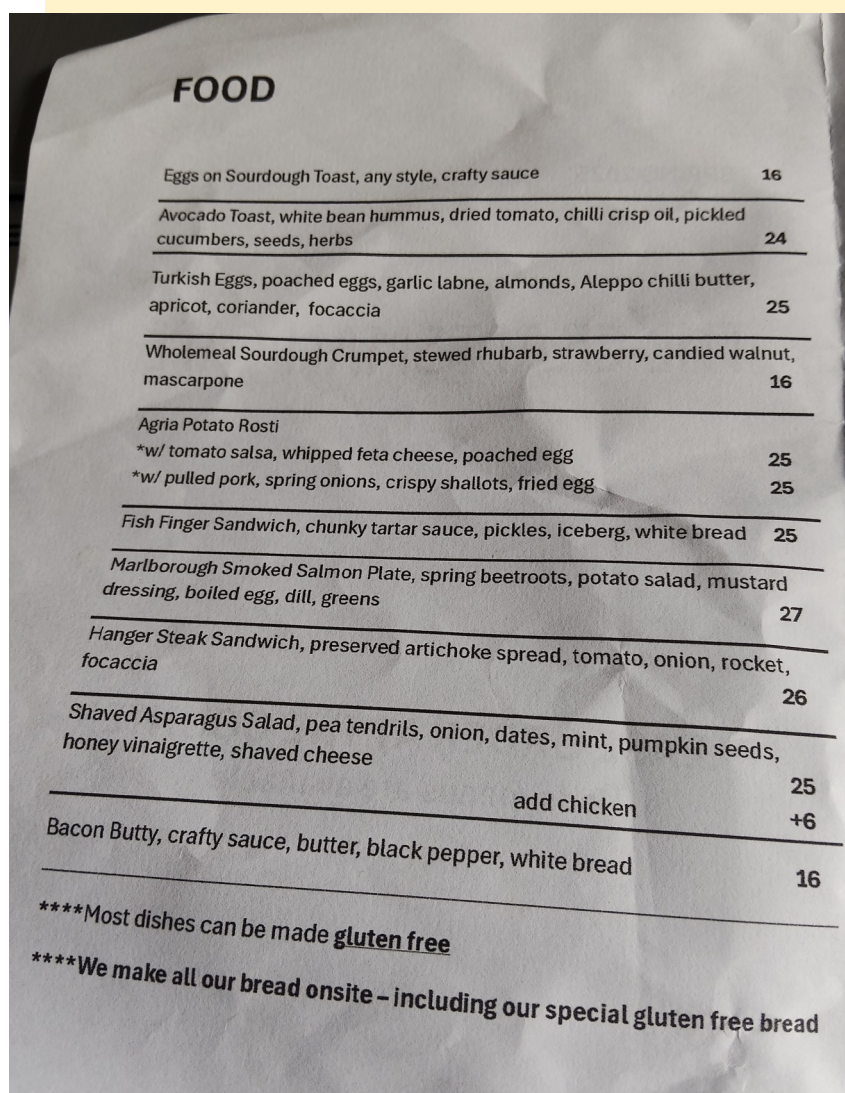 FOOD
Eggs on Sourdough Toast, any style, crafty sauce 16
Avocado Toast, white bean hummus, dried tomato, chilli crisp oil, pickled
cucumbers, seeds, herbs 24
Turkish Eggs, poached eggs, garlic labne, almonds, Aleppo chilli butter,
apricot, coriander, focaccia 25
Wholemeal Sourdough Crumpet, stewed rhubarb, strawberry, candied walnut,
mascarpone 16
Agria Potato Rosti
*w/ tomato salsa, whipped feta cheese, poached egg 25
*w/ pulled pork, spring onions, crispy shallots, fried egg 25
Fish Finger Sandwich, chunky tartar sauce, pickles, iceberg, white bread 25
Marlborough Smoked Salmon Plate, spring beetroots, potato salad, mustard
dressing, boiled egg, dill, greens
27
Hanger Steak Sandwich, preserved artichoke spread, tomato, onion, rocket,
focaccia
26
Shaved Asparagus Salad, pea tendrils, onion, dates, mint, pumpkin seeds,
honey vinaigrette, shaved cheese
25
add chicken +6
Bacon Butty, crafty sauce, butter, black pepper, white bread 16
****Most dishes can be made gluten free
****We make all our bread onsite – including our special gluten free bread